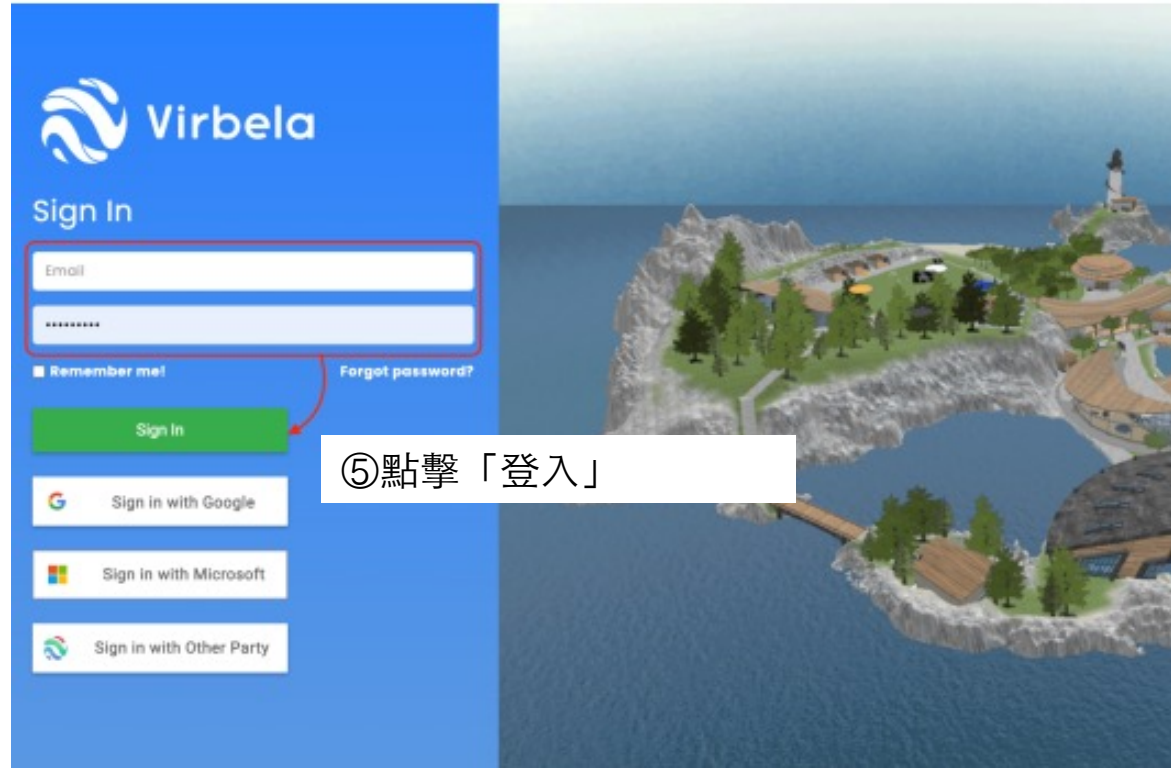 Virbela
Sign In
Email
•••••••••
Remember me!
Forgot password?
Sign In
⑤點擊「登入」
Sign in with Google
Sign in with Microsoft
Sign in with Other Party